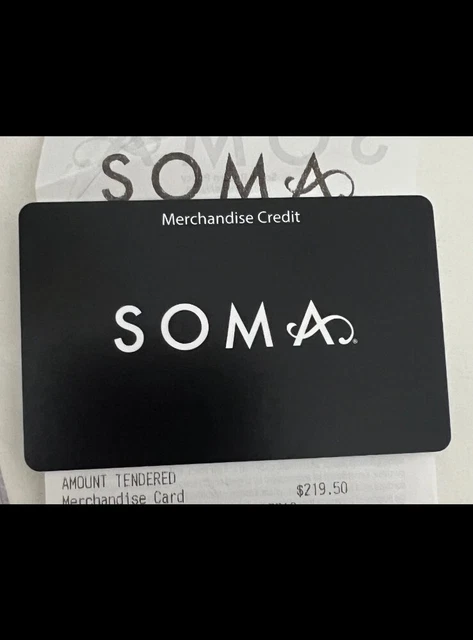 SOMA
Merchandise Credit
SOMA®
AMOUNT TENDERED
Merchandise Card $219.50